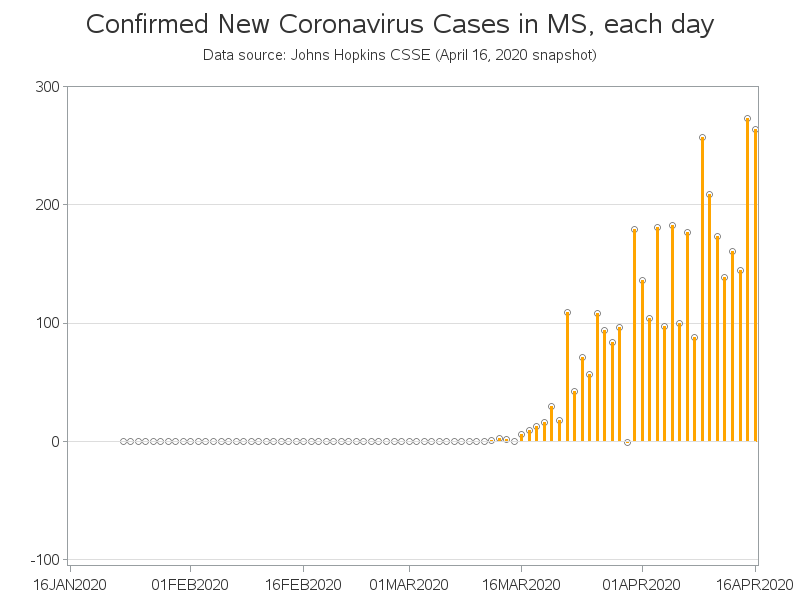 Confirmed New Coronavirus Cases in MS, each day
Data source: Johns Hopkins CSSE (April 16, 2020 snapshot)
300
200
100
0
-100
16JAN2020 01FEB2020 16FEB2020 01MAR2020 16MAR2020 01APR2020 16APR2020